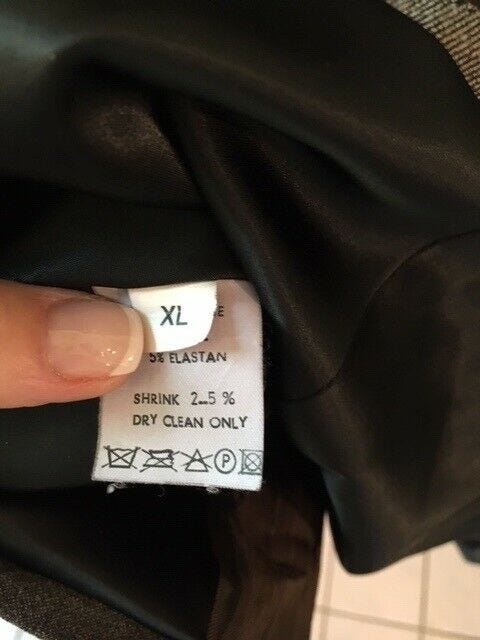 XL
5% ELASTAN
SHRINK 2-5 %
DRY CLEAN ONLY
P